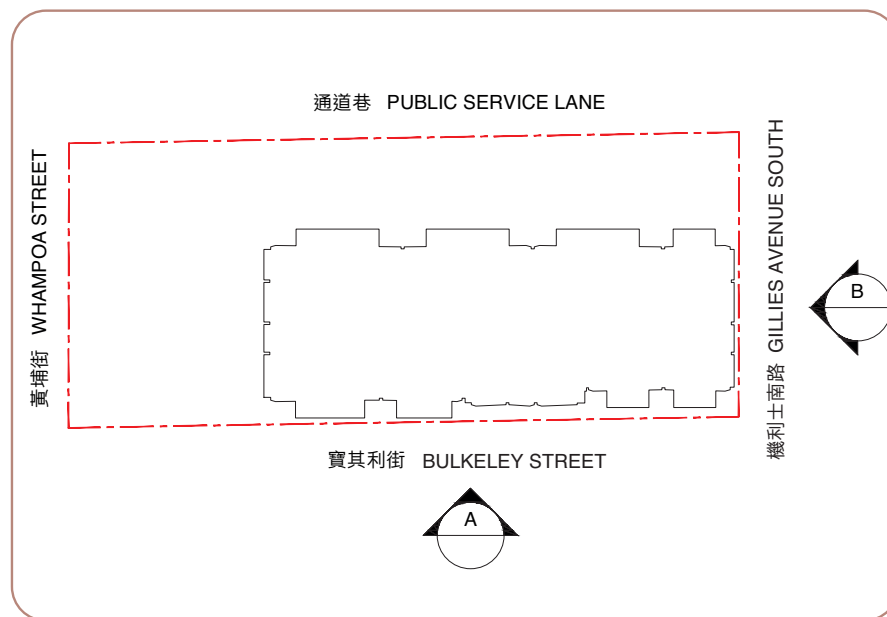 通道巷 PUBLIC SERVICE LANE
黃埔街 WHAMPOA STREET
機利士南路 GILLIES AVENUE SOUTH
B
寶其利街 BULKELEY STREET
A